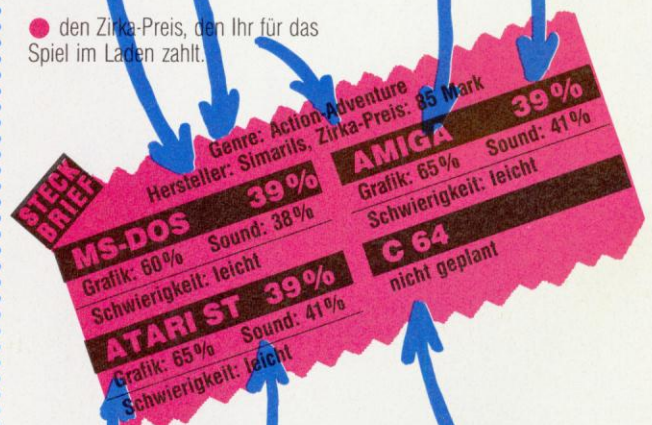 ● den Zirka-Preis, den Ihr für das
Spiel im Laden zahlt.
STECK
BRIEF
Genre: Action-Adventure
Hersteller: Simarils, Zirka-Preis: 85 Mark
MS-DOS 39%
Grafik: 60% Sound: 38%
Schwierigkeit: leicht
ATARI ST 39%
Grafik: 65% Sound: 41%
Schwierigkeit: leicht
AMIGA 39%
Grafik: 65% Sound: 41%
Schwierigkeit: leicht
C 64
nicht geplant